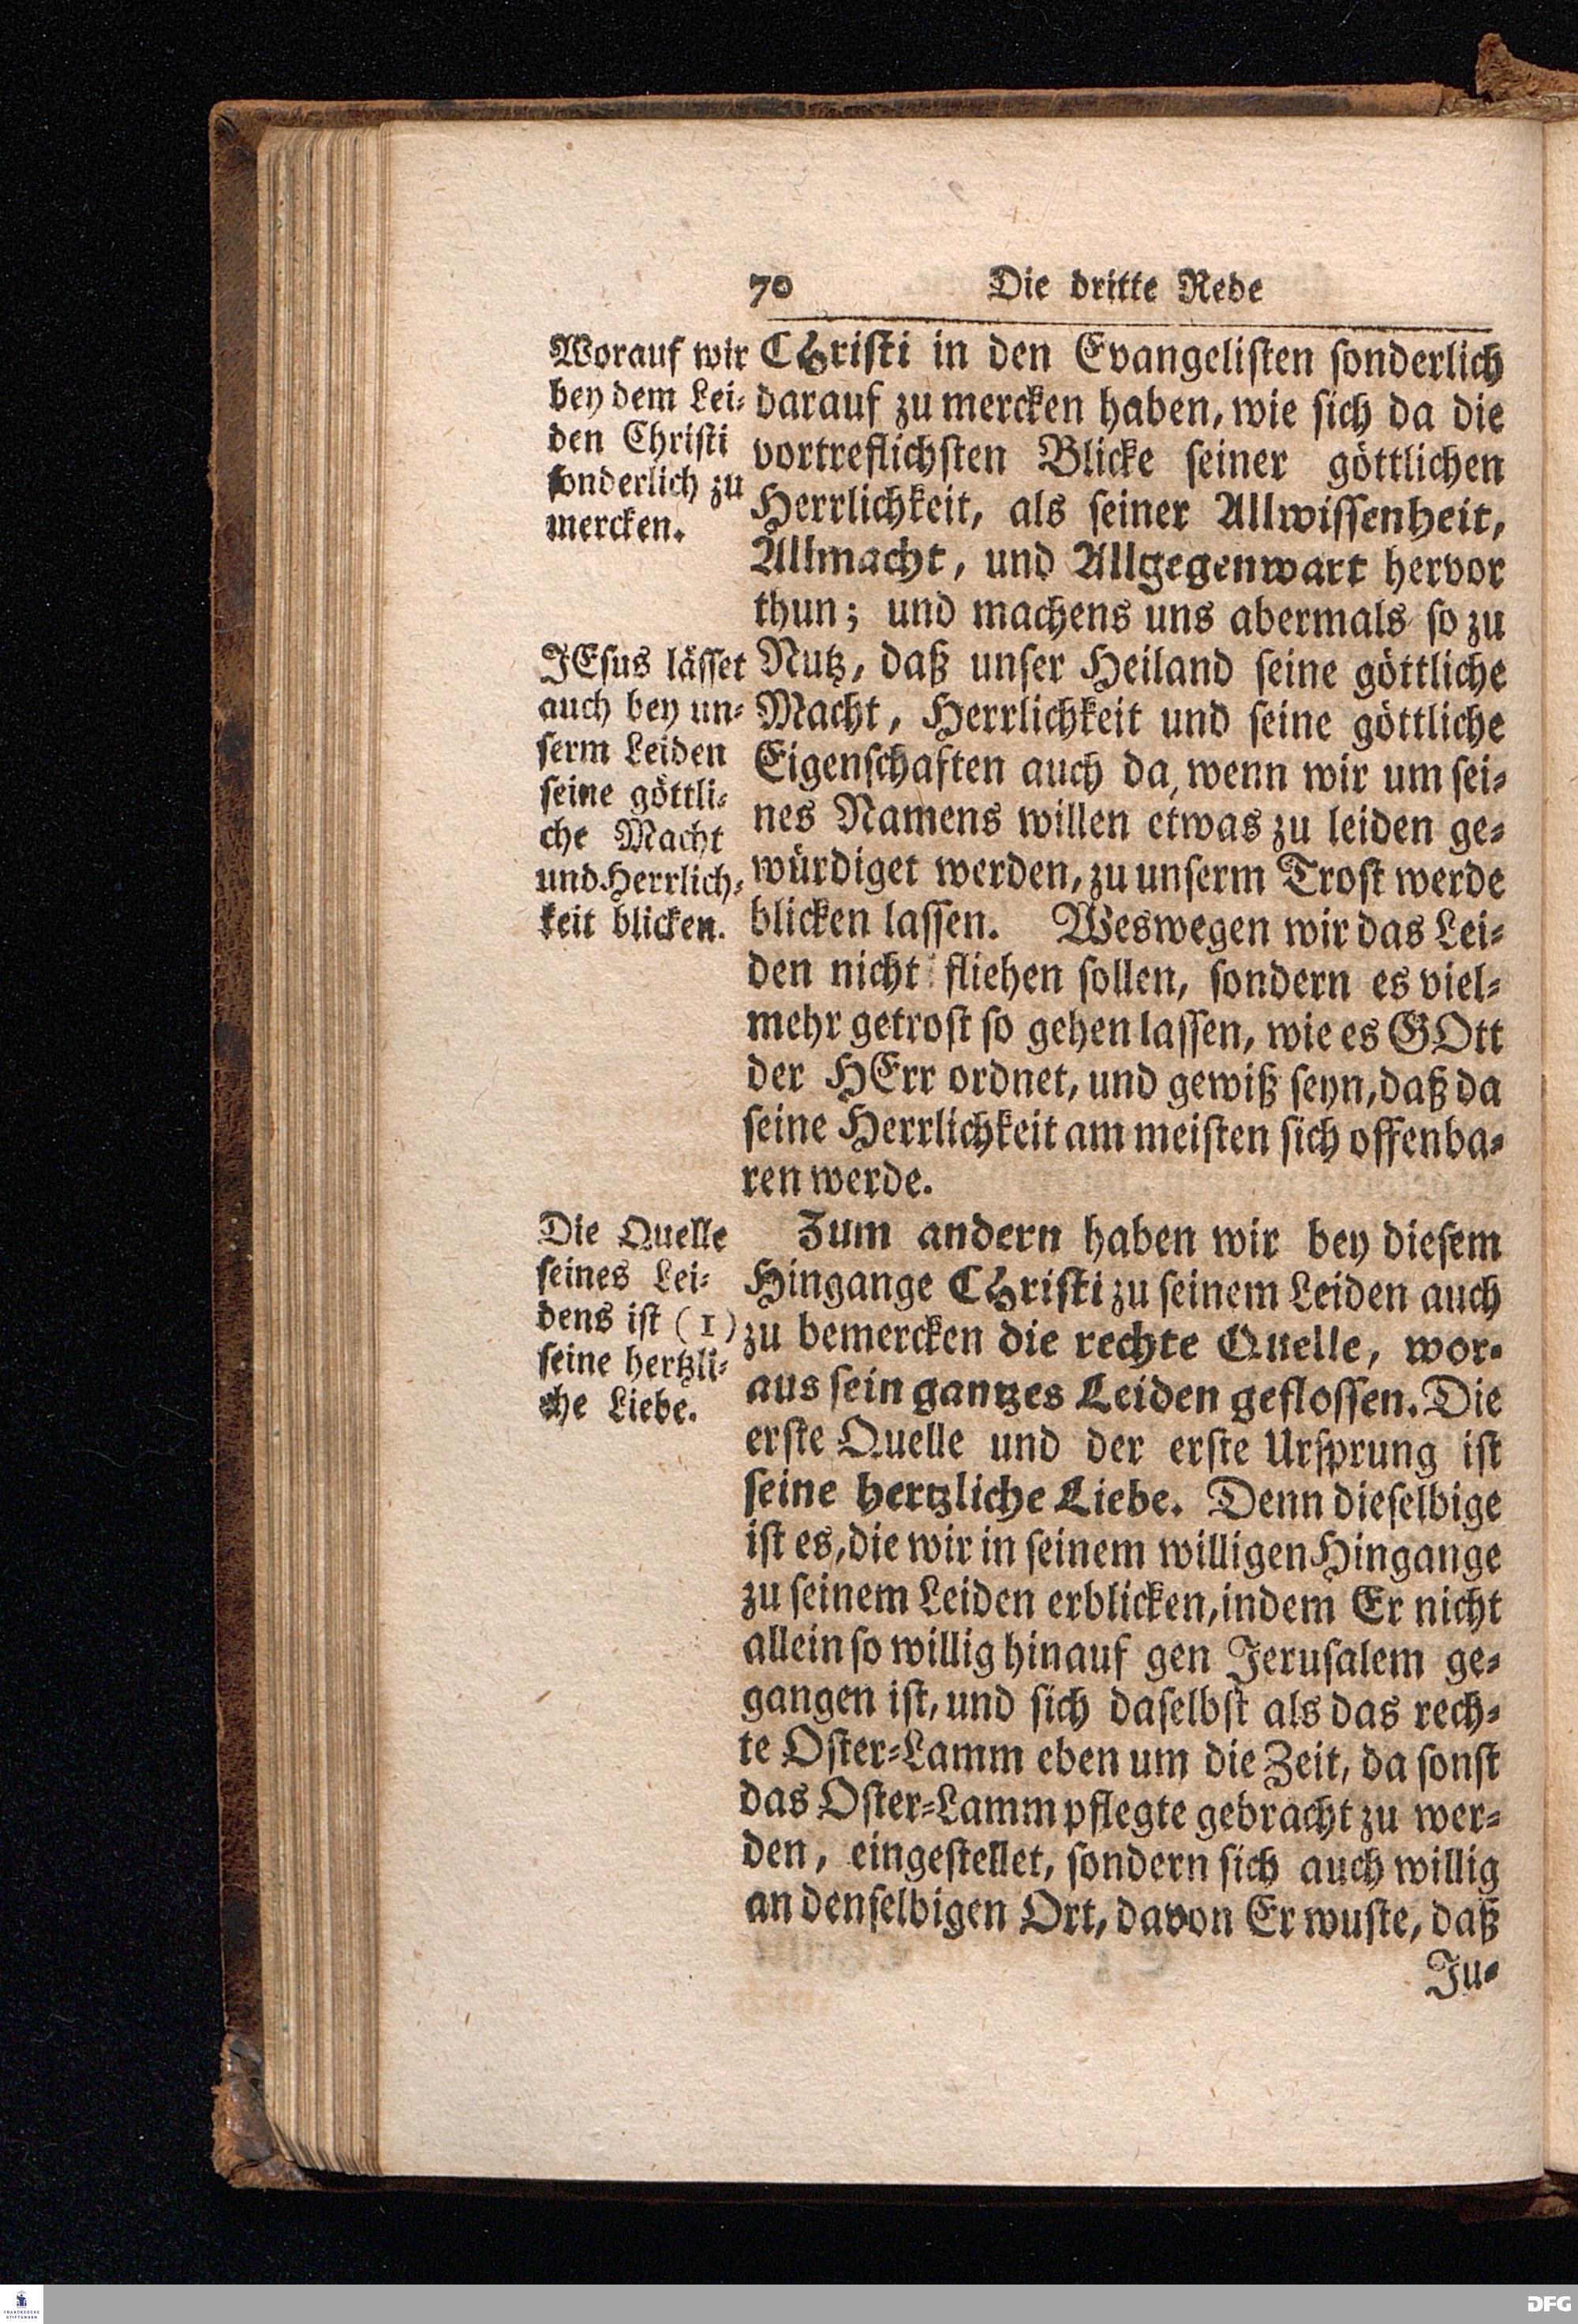 70 Die dritte Rede
Worauf wir
bey dem Lei-
den Christi
sonderlich zu
mercken.
CHristi in den Evangelisten sonderlich
darauf zu mercken haben, wie sich da die
vortreflichsten Blicke seiner göttlichen
Herrlichkeit, als seiner Allwissenheit,
Allmacht, und Allgegenwart hervor
thun; und machens uns abermals so zu
JEsus lässet
auch bey un-
serm Leiden
seine göttli-
che Macht
und Herrlich-
keit blicken.
Nutz, daß unser Heiland seine göttliche
Macht, Herrlichkeit und seine göttliche
Eigenschaften auch da, wenn wir um sei-
nes Namens willen etwas zu leiden ge-
würdiget werden, zu unserm Trost werde
blicken lassen. Weswegen wir das Lei-
den nicht fliehen sollen, sondern es viel-
mehr getrost so gehen lassen, wie es GOtt
der HErr ordnet, und gewiß seyn, daß da
seine Herrlichkeit am meisten sich offenba-
ren werde.
Die Quelle
seines Lei-
dens ist (1)
seine hertzli-
che Liebe.
Zum andern haben wir bey diesem
Hingange CHristi zu seinem Leiden auch
zu bemercken die rechte Quelle, wor-
aus sein gantzes Leiden geflossen. Die
erste Quelle und der erste Ursprung ist
seine hertzliche Liebe. Denn dieselbige
ist es, die wir in seinem willigen Hingange
zu seinem Leiden erblicken, indem Er nicht
allein so willig hinauf gen Jerusalem ge-
gangen ist, und sich daselbst als das rech-
te Oster-Lamm eben um die Zeit, da sonst
das Oster-Lamm pflegte gebracht zu wer-
den, eingestellet, sondern sich auch willig
an denselbigen Ort, davon Er wuste, daß
Ju-
FRANCKESCHE
STIFTUNGEN
DFG